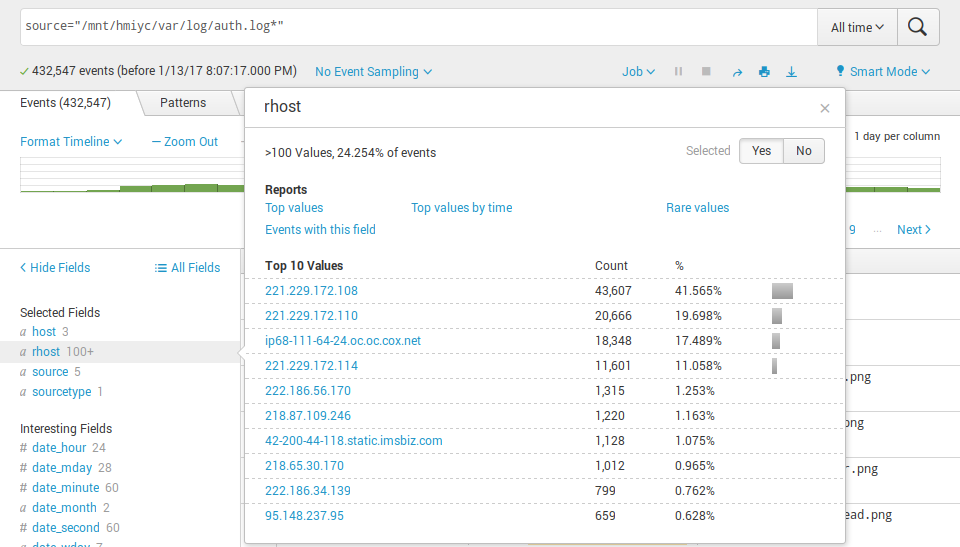 source="/mnt/hmiyc/var/log/auth.log*"
All time
432,547 events (before 1/13/17 8:07:17.000 PM)
No Event Sampling
Job
Smart Mode
Events (432,547)
Patterns
Format Timeline
— Zoom Out
1 day per column
rhost
×
>100 Values, 24.254% of events
Selected
Yes
No
Reports
Top values
Top values by time
Rare values
Events with this field
9
...
Next
Hide Fields
All Fields
Top 10 Values Count %
221.229.172.108 43,607 41.565%
221.229.172.110 20,666 19.698%
ip68-111-64-24.oc.oc.cox.net 18,348 17.489%
221.229.172.114 11,601 11.058%
222.186.56.170 1,315 1.253%
218.87.109.246 1,220 1.163%
42-200-44-118.static.imsbiz.com 1,128 1.075%
218.65.30.170 1,012 0.965%
222.186.34.139 799 0.762%
95.148.237.95 659 0.628%
Selected Fields
a host 3
a rhost 100+
a source 5
a sourcetype 1
Interesting Fields
# date_hour 24
# date_mday 28
# date_minute 60
a date_month 2
# date_second 60
a date_wday 7
.png
ong
r.png
ead.png